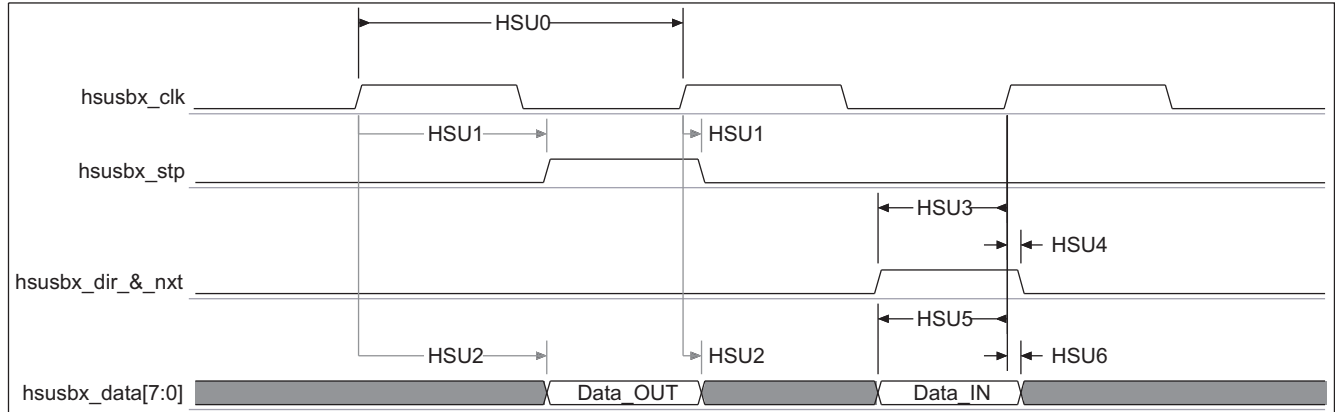 HSU0
hsusbx_clk
HSU1 HSU1
hsusbx_stp
HSU3
HSU4
hsusbx_dir_&_nxt
HSU5
HSU2 HSU2 HSU6
hsusbx_data[7:0] Data_OUT Data_IN